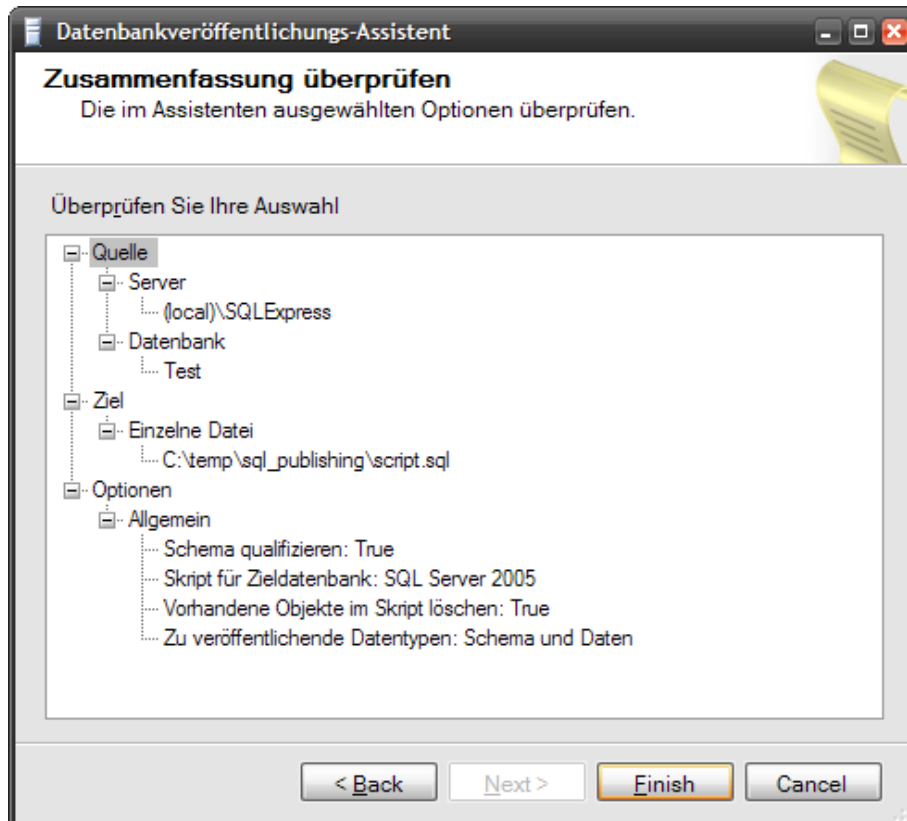 Datenbankveröffentlichungs-Assistent
Zusammenfassung überprüfen
Die im Assistenten ausgewählten Optionen überprüfen.
Überprüfen Sie Ihre Auswahl
Quelle
Server
(local)\SQLExpress
Datenbank
Test
Ziel
Einzelne Datei
C:\temp\sql_publishing\script.sql
Optionen
Allgemein
Schema qualifizieren: True
Skript für Zieldatenbank: SQL Server 2005
Vorhandene Objekte im Skript löschen: True
Zu veröffentlichende Datentypen: Schema und Daten
< Back Next > Finish Cancel